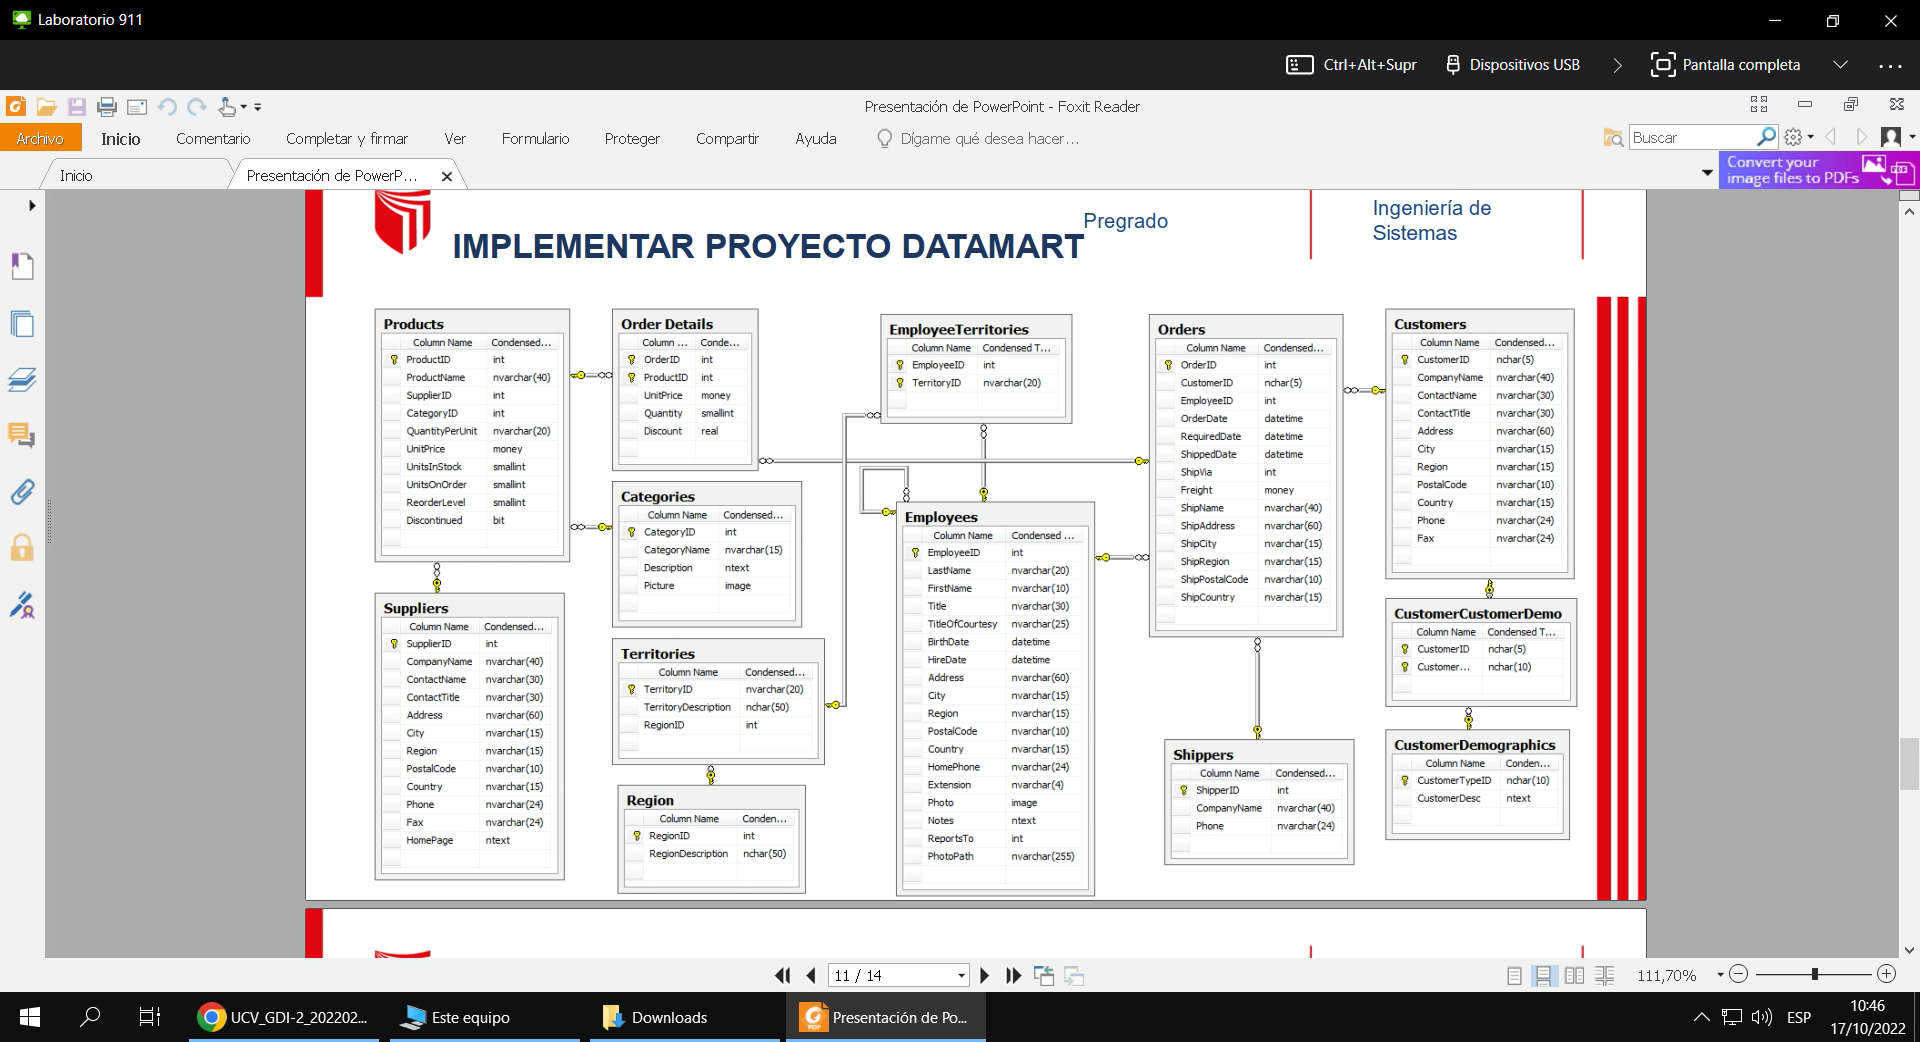 Laboratorio 911
Ctrl+Alt+Supr
Dispositivos USB
Pantalla completa
Presentación de PowerPoint - Foxit Reader
Archivo
Inicio
Comentario
Completar y firmar
Ver
Formulario
Proteger
Compartir
Ayuda
Dígame qué desea hacer...
Buscar
Inicio
Presentación de PowerP...
Convert your
image files to PDFs
Pregrado
Ingeniería de
Sistemas
IMPLEMENTAR PROYECTO DATAMART
Products
Column Name Condensed...
ProductID int
ProductName nvarchar(40)
SupplierID int
CategoryID int
QuantityPerUnit nvarchar(20)
UnitPrice money
UnitsInStock smallint
UnitsOnOrder smallint
ReorderLevel smallint
Discontinued bit
Suppliers
Column Name Condensed...
SupplierID int
CompanyName nvarchar(40)
ContactName nvarchar(30)
ContactTitle nvarchar(30)
Address nvarchar(60)
City nvarchar(15)
Region nvarchar(15)
PostalCode nvarchar(10)
Country nvarchar(15)
Phone nvarchar(24)
Fax nvarchar(24)
HomePage ntext
Order Details
Column ... Conde...
OrderID int
ProductID int
UnitPrice money
Quantity smallint
Discount real
Categories
Column Name Condensed...
CategoryID int
CategoryName nvarchar(15)
Description ntext
Picture image
Territories
Column Name Condensed...
TerritoryID nvarchar(20)
TerritoryDescription nchar(50)
RegionID int
Region
Column Name Conden...
RegionID int
RegionDescription nchar(50)
EmployeeTerritories
Column Name Condensed T...
EmployeeID int
TerritoryID nvarchar(20)
Employees
Column Name Condensed ...
EmployeeID int
LastName nvarchar(20)
FirstName nvarchar(10)
Title nvarchar(30)
TitleOfCourtesy nvarchar(25)
BirthDate datetime
HireDate datetime
Address nvarchar(60)
City nvarchar(15)
Region nvarchar(15)
PostalCode nvarchar(10)
Country nvarchar(15)
HomePhone nvarchar(24)
Extension nvarchar(4)
Photo image
Notes ntext
ReportsTo int
PhotoPath nvarchar(255)
Orders
Column Name Condensed...
OrderID int
CustomerID nchar(5)
EmployeeID int
OrderDate datetime
RequiredDate datetime
ShippedDate datetime
ShipVia int
Freight money
ShipName nvarchar(40)
ShipAddress nvarchar(60)
ShipCity nvarchar(15)
ShipRegion nvarchar(15)
ShipPostalCode nvarchar(10)
ShipCountry nvarchar(15)
Shippers
Column Name Condensed...
ShipperID int
CompanyName nvarchar(40)
Phone nvarchar(24)
Customers
Column Name Condensed...
CustomerID nchar(5)
CompanyName nvarchar(40)
ContactName nvarchar(30)
ContactTitle nvarchar(30)
Address nvarchar(60)
City nvarchar(15)
Region nvarchar(15)
PostalCode nvarchar(10)
Country nvarchar(15)
Phone nvarchar(24)
Fax nvarchar(24)
CustomerCustomerDemo
Column Name Condensed T...
CustomerID nchar(5)
Customer... nchar(10)
CustomerDemographics
Column Name Conden...
CustomerTypeID nchar(10)
CustomerDesc ntext
11 / 14
111,70%
UCV_GDI-2_202202...
Este equipo
Downloads
Presentación de Po...
ESP
10:46
17/10/2022